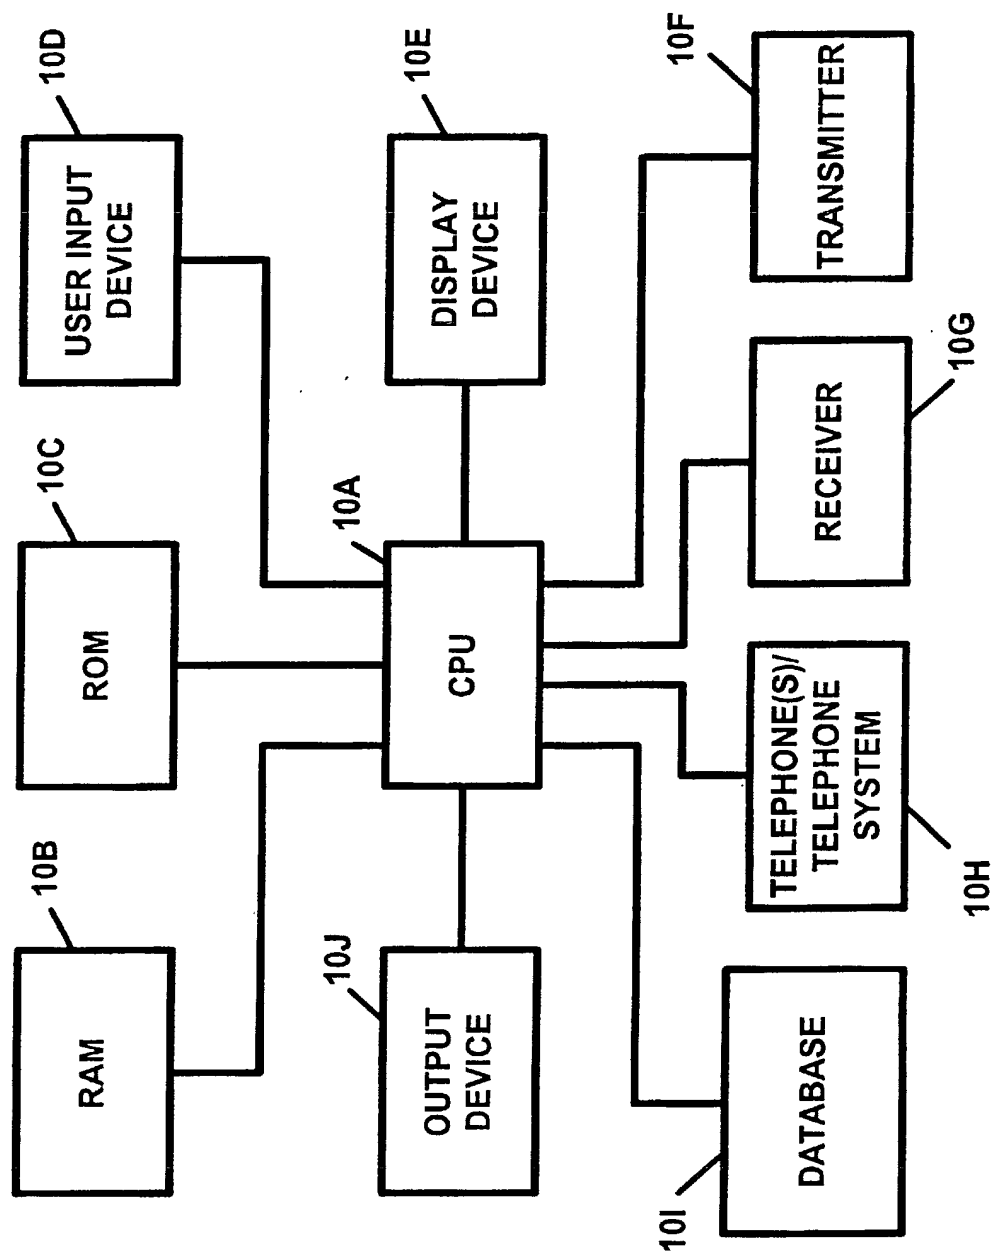 10B
RAM
10C
ROM
10D
USER INPUT
DEVICE
10J
OUTPUT
DEVICE
10A
CPU
10E
DISPLAY
DEVICE
10I
DATABASE
TELEPHONE(S)/
TELEPHONE
SYSTEM
10H
RECEIVER
10G
10F
TRANSMITTER